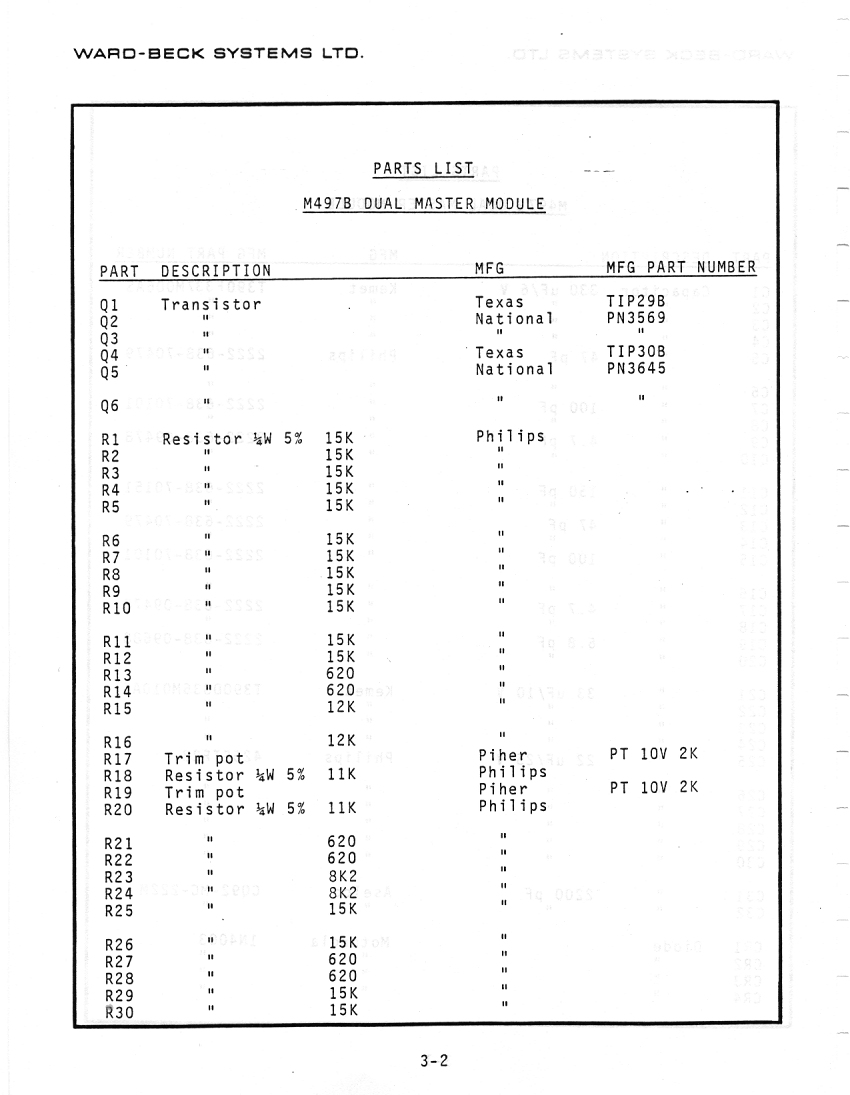 WARD-BECK SYSTEMS LTD.
PARTS LIST
M497B DUAL MASTER MODULE
PART DESCRIPTION MFG MFG PART NUMBER
Q1 Transistor Texas TIP29B
Q2 " National PN3569
Q3 " " "
Q4 " Texas TIP30B
Q5 " National PN3645
Q6 " " "
R1 Resistor ¼W 5% 15K Philips
R2 " 15K "
R3 " 15K "
R4 " 15K "
R5 " 15K "
R6 " 15K "
R7 " 15K "
R8 " 15K "
R9 " 15K "
R10 " 15K "
R11 " 15K "
R12 " 15K "
R13 " 620 "
R14 " 620 "
R15 " 12K "
R16 " 12K "
R17 Trim pot Piher PT 10V 2K
R18 Resistor ¼W 5% 11K Philips
R19 Trim pot Piher PT 10V 2K
R20 Resistor ¼W 5% 11K Philips
R21 " 620 "
R22 " 620 "
R23 " 8K2 "
R24 " 8K2 "
R25 " 15K "
R26 " 15K "
R27 " 620 "
R28 " 620 "
R29 " 15K "
R30 " 15K "
3-2